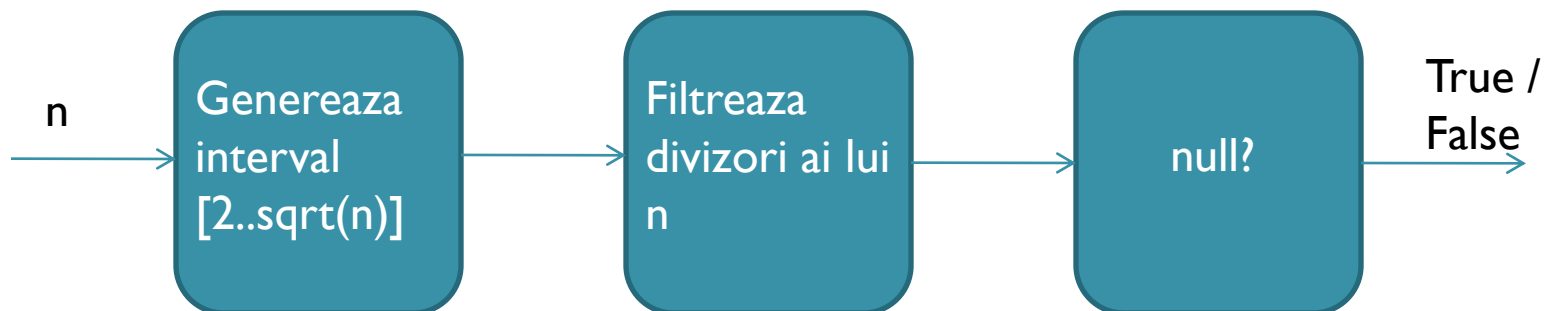 n
Genereaza
interval
[2..sqrt(n)]
Filtreaza
divizori ai lui
n
null?
True /
False